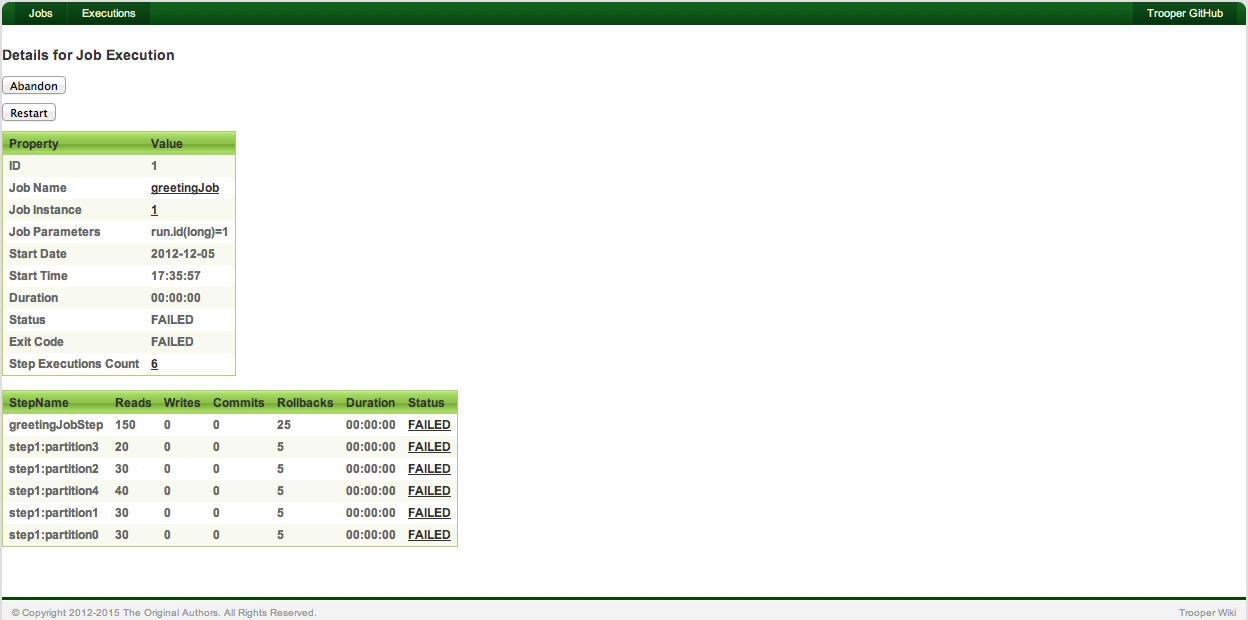 Jobs Executions Trooper GitHub
Details for Job Execution
Abandon
Restart
Property Value
ID 1
Job Name greetingJob
Job Instance 1
Job Parameters run.id(long)=1
Start Date 2012-12-05
Start Time 17:35:57
Duration 00:00:00
Status FAILED
Exit Code FAILED
Step Executions Count 6
StepName Reads Writes Commits Rollbacks Duration Status
greetingJobStep 150 0 0 25 00:00:00 FAILED
step1:partition3 20 0 0 5 00:00:00 FAILED
step1:partition2 30 0 0 5 00:00:00 FAILED
step1:partition4 40 0 0 5 00:00:00 FAILED
step1:partition1 30 0 0 5 00:00:00 FAILED
step1:partition0 30 0 0 5 00:00:00 FAILED
© Copyright 2012-2015 The Original Authors. All Rights Reserved. Trooper Wiki